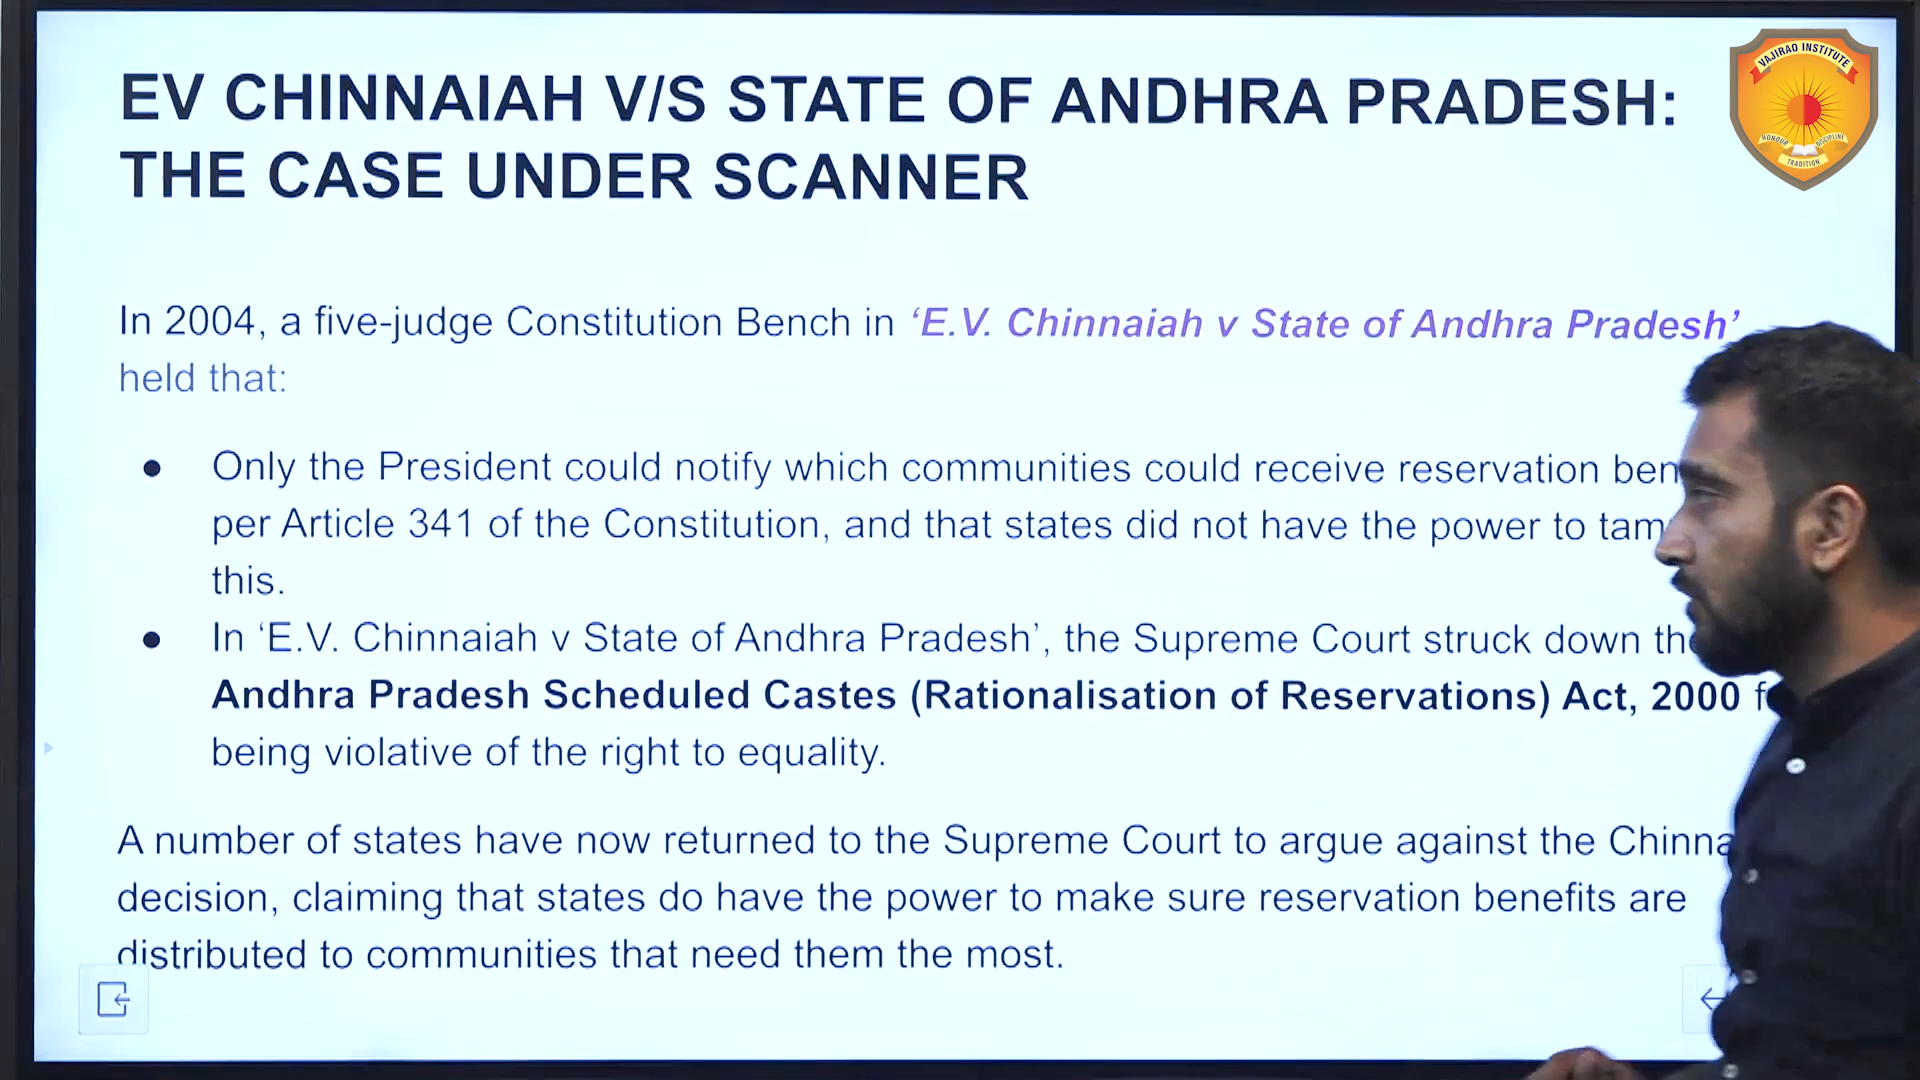 EV CHINNAIAH V/S STATE OF ANDHRA PRADESH:
THE CASE UNDER SCANNER
VAJIRAO INSTITUTE
HONOUR
DISCIPLINE
TRADITION
In 2004, a five-judge Constitution Bench in ‘E.V. Chinnaiah v State of Andhra Pradesh’
held that:
● Only the President could notify which communities could receive reservation
per Article 341 of the Constitution, and that states did not have the power to
this.
● In ‘E.V. Chinnaiah v State of Andhra Pradesh’, the Supreme Court struck down
Andhra Pradesh Scheduled Castes (Rationalisation of Reservations) Act, 2000
being violative of the right to equality.
A number of states have now returned to the Supreme Court to argue against the
decision, claiming that states do have the power to make sure reservation benefits are
distributed to communities that need them the most.